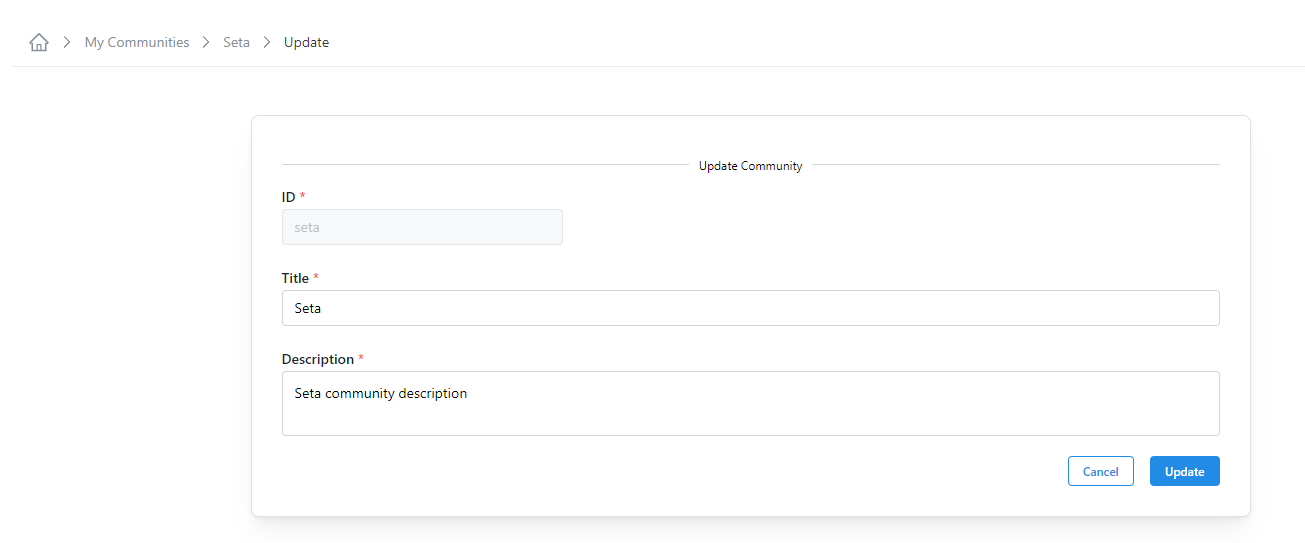 My Communities Seta Update
Update Community
ID *
seta
Title *
Seta
Description *
Seta community description
Cancel Update